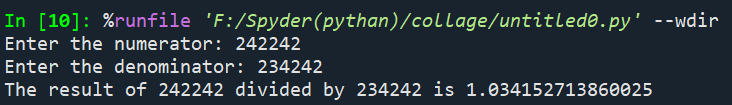 In [10]: %runfile 'F:/Spyder(pythan)/collage/untitled0.py' --wdir
Enter the numerator: 242242
Enter the denominator: 234242
The result of 242242 divided by 234242 is 1.034152713860025